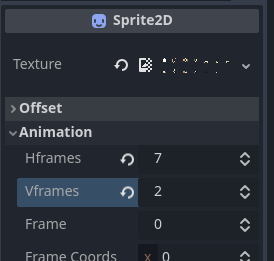 Sprite2D
Texture
Offset
Animation
Hframes 7
Vframes 2
Frame 0
Frame Coords x 0